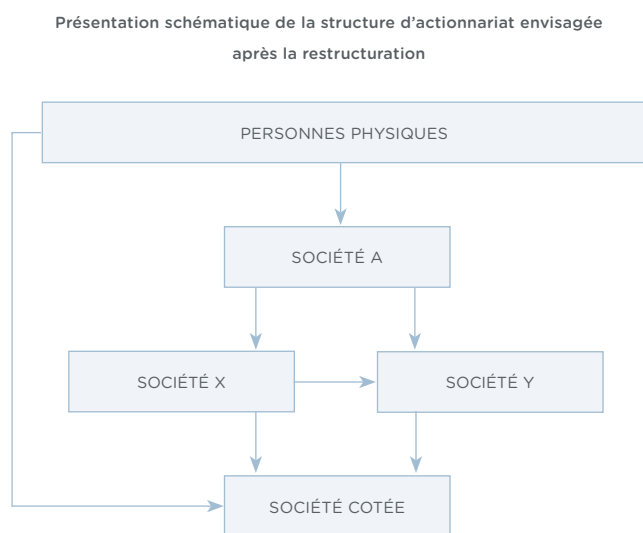 Présentation schématique de la structure d’actionnariat envisagée
après la restructuration
PERSONNES PHYSIQUES
SOCIÉTÉ A
SOCIÉTÉ X
SOCIÉTÉ Y
SOCIÉTÉ COTÉE